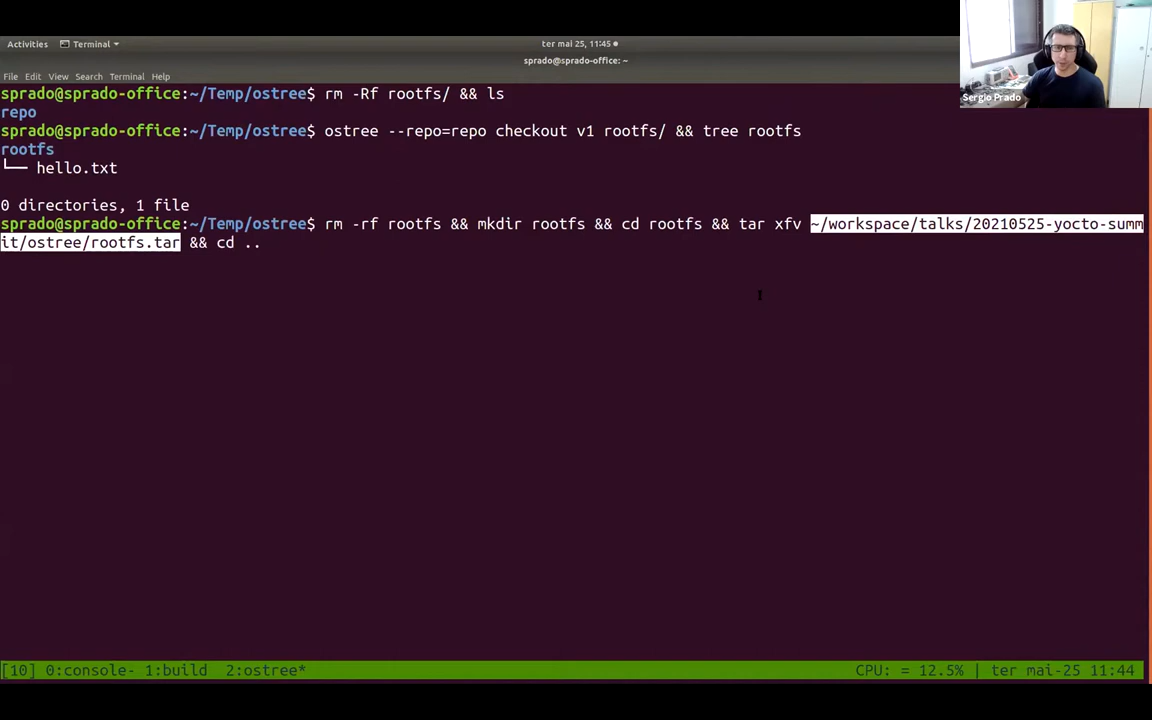 Activities Terminal ter mai 25, 11:45
sprado@sprado-office: ~
File Edit View Search Terminal Help
Sergio Prado
sprado@sprado-office:~/Temp/ostree$ rm -Rf rootfs/ && ls
repo
sprado@sprado-office:~/Temp/ostree$ ostree --repo=repo checkout v1 rootfs/ && tree rootfs
rootfs
└── hello.txt
0 directories, 1 file
sprado@sprado-office:~/Temp/ostree$ rm -rf rootfs && mkdir rootfs && cd rootfs && tar xfv ~/workspace/talks/20210525-yocto-summ
it/ostree/rootfs.tar && cd ..
[10] 0:console- 1:build 2:ostree* CPU: = 12.5% | ter mai-25 11:44